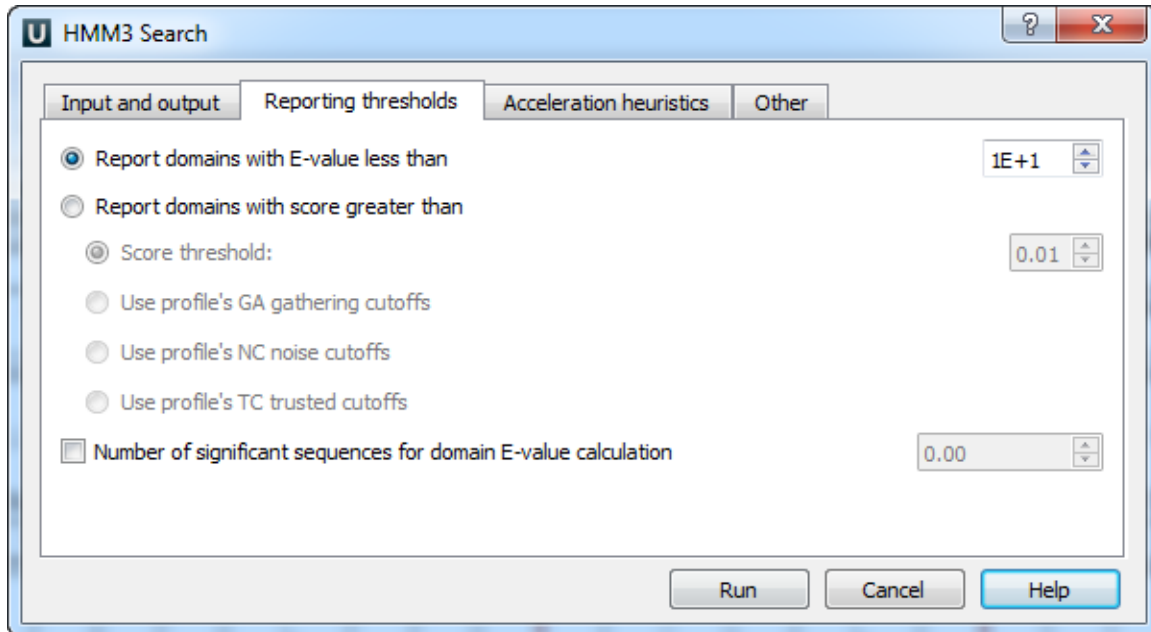 U HMM3 Search ? X
Input and output Reporting thresholds Acceleration heuristics Other
Report domains with E-value less than 1E+1
Report domains with score greater than
Score threshold: 0.01
Use profile's GA gathering cutoffs
Use profile's NC noise cutoffs
Use profile's TC trusted cutoffs
Number of significant sequences for domain E-value calculation 0.00
Run Cancel Help